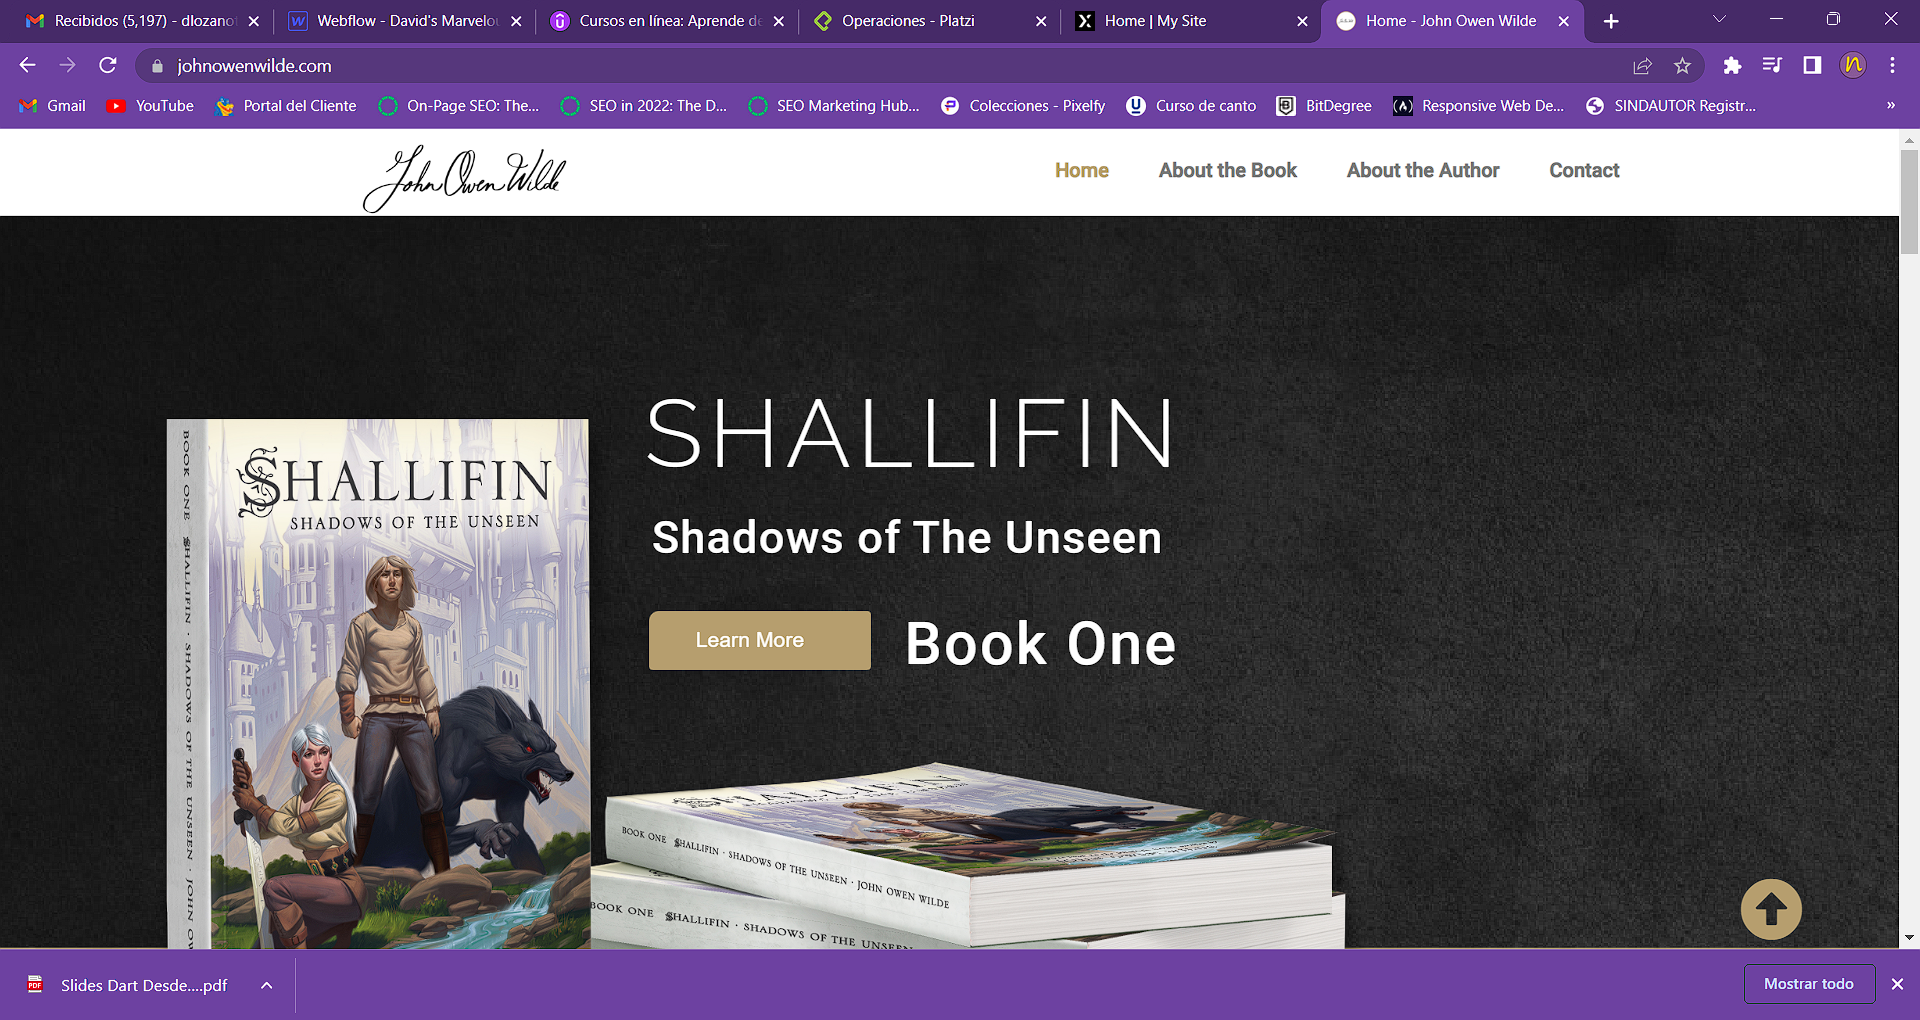 Recibidos (5,197) - dlozano
Webflow - David's Marvelou
Cursos en línea: Aprende de
Operaciones - Platzi
Home | My Site
Home - John Owen Wilde
johnowenwilde.com
Gmail
YouTube
Portal del Cliente
On-Page SEO: The...
SEO in 2022: The D...
SEO Marketing Hub...
Colecciones - Pixelfy
Curso de canto
BitDegree
Responsive Web De...
SINDAUTOR Registr...
»
John Owen Wilde
Home
About the Book
About the Author
Contact
SHALLIFIN
Shadows of The Unseen
Learn More
Book One
SHALLIFIN
SHADOWS OF THE UNSEEN
BOOK ONE SHALLIFIN · SHADOWS OF THE UNSEEN · JOHN OW
SHALLIFIN
BOOK ONE SHALLIFIN · SHADOWS OF THE UNSEEN · JOHN OWEN WILDE
BOOK ONE SHALLIFIN · SHADOWS OF THE UNSEEN
PDF
Slides Dart Desde....pdf
Mostrar todo